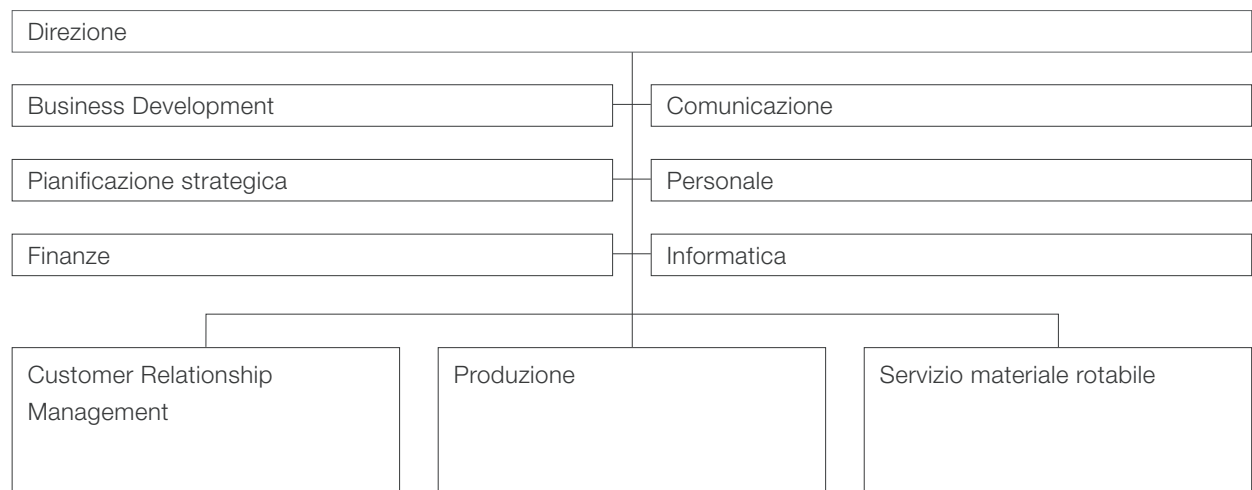 Direzione
Business Development
Comunicazione
Pianificazione strategica
Personale
Finanze
Informatica
Customer Relationship
Management
Produzione
Servizio materiale rotabile